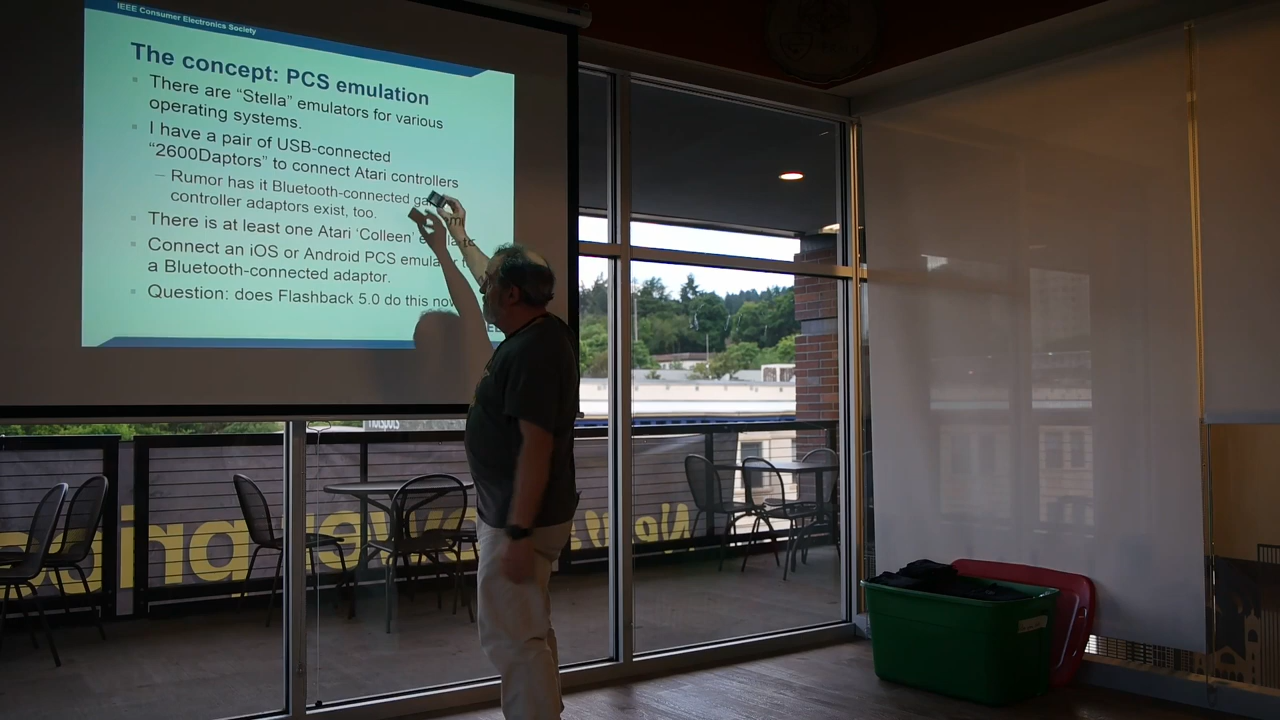 IEEE Consumer Electronics Society
The concept: PCS emulation
There are “Stella” emulators for various
operating systems.
I have a pair of USB-connected
“2600Daptors” to connect Atari controllers
– Rumor has it Bluetooth-connected
controller adaptors exist, too.
There is at least one Atari ‘Colleen’
Connect an iOS or Android PCS
a Bluetooth-connected adaptor.
Question: does Flashback 5.0 do this
hotspots
Now